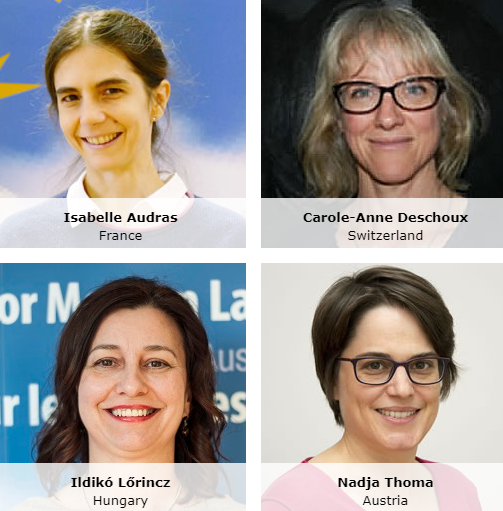 Isabelle Audras
France
Carole-Anne Deschoux
Switzerland
Ildikó Lőrincz
Hungary
Nadja Thoma
Austria